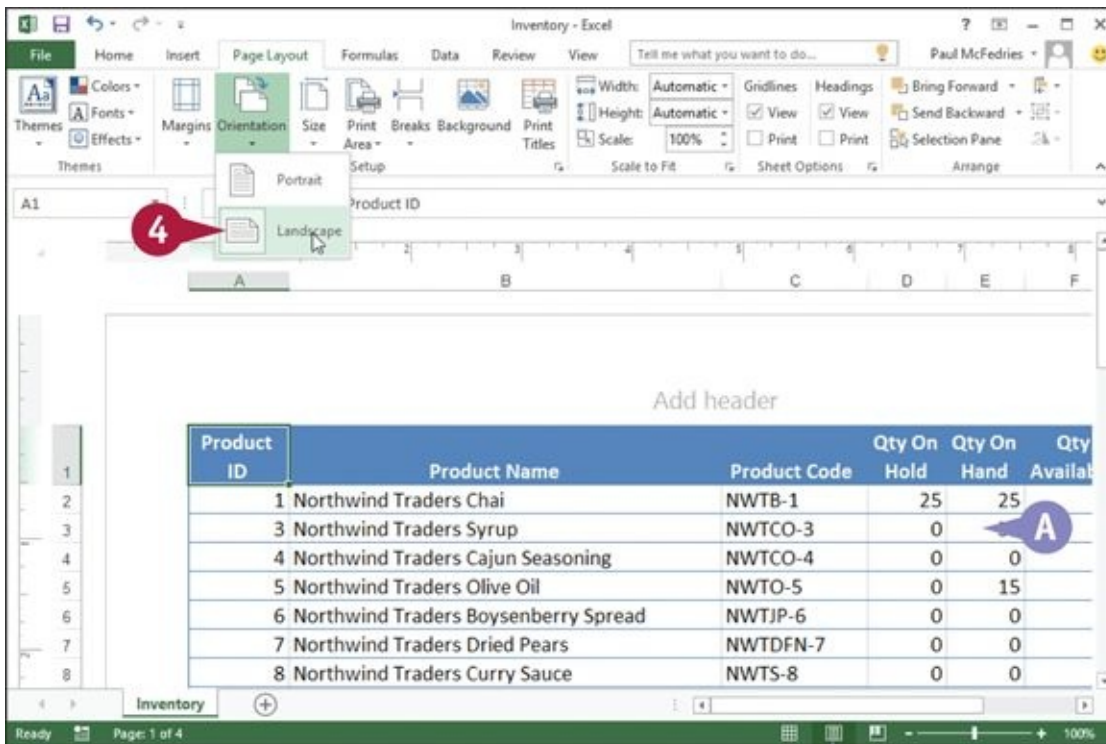 Inventory - Excel
?
File Home Insert Page Layout Formulas Data Review View Tell me what you want to do... Paul McFedries
Themes
Colors
Fonts
Effects
Themes
Margins Orientation Size Print Area Breaks Background Print Titles
Setup
Width: Automatic
Height: Automatic
Scale: 100%
Scale to Fit
Gridlines Headings
View View
Print Print
Sheet Options
Bring Forward
Send Backward
Selection Pane
Arrange
Portrait
Landscape
4
A1 Product ID
2 3 4 5 6 7 8
A B C D E F
Add header
Product Qty On Qty On Qty
1 ID Product Name Product Code Hold Hand Availab
2 1 Northwind Traders Chai NWTB-1 25 25
3 3 Northwind Traders Syrup NWTCO-3 0
A
4 4 Northwind Traders Cajun Seasoning NWTCO-4 0 0
5 5 Northwind Traders Olive Oil NWTO-5 0 15
6 6 Northwind Traders Boysenberry Spread NWTJP-6 0 0
7 7 Northwind Traders Dried Pears NWTDFN-7 0 0
8 8 Northwind Traders Curry Sauce NWTS-8 0 0
Inventory
Ready Page: 1 of 4 100%